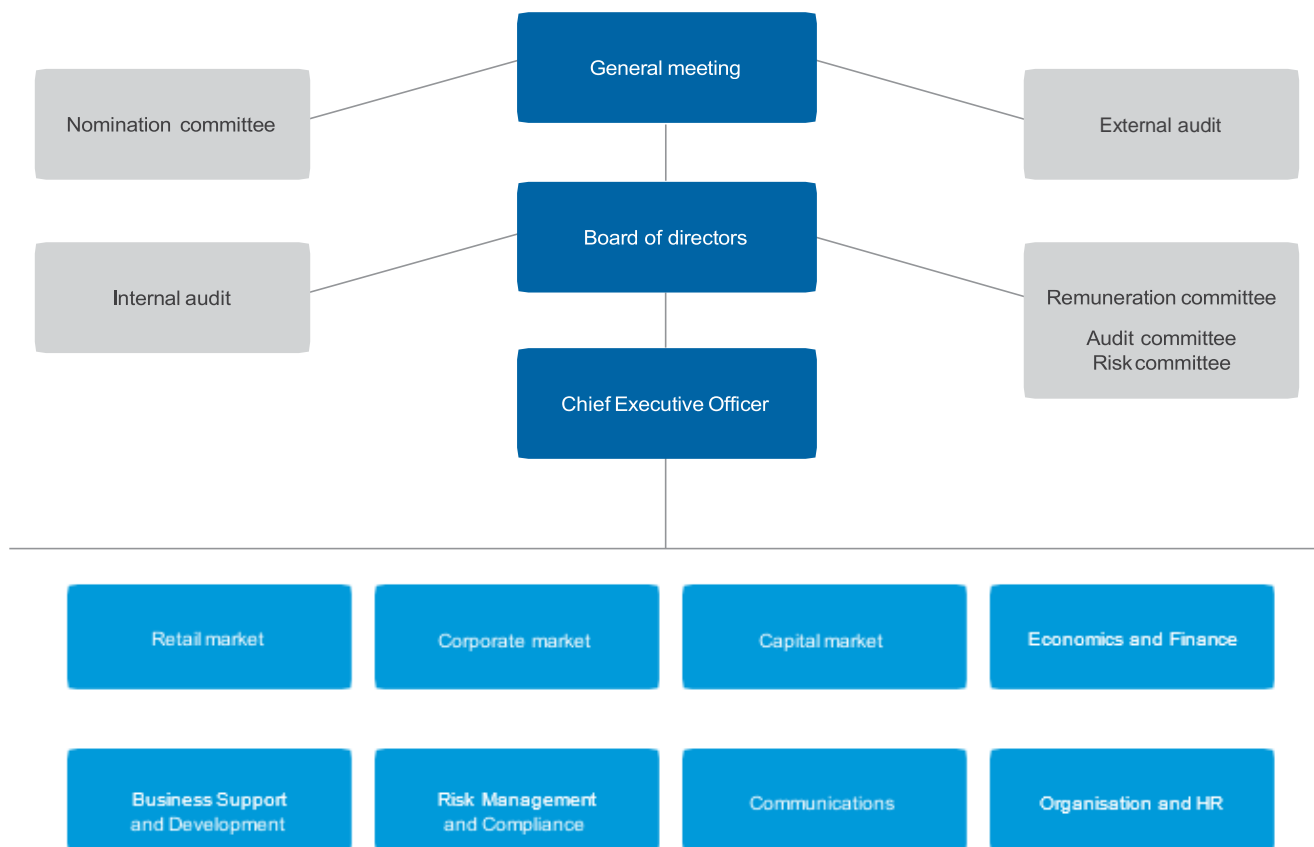 General meeting
Nomination committee
External audit
Board of directors
Internal audit
Remuneration committee
Audit committee
Risk committee
Chief Executive Officer
Retail market
Corporate market
Capital market
Economics and Finance
Business Support
and Development
Risk Management
and Compliance
Communications
Organisation and HR